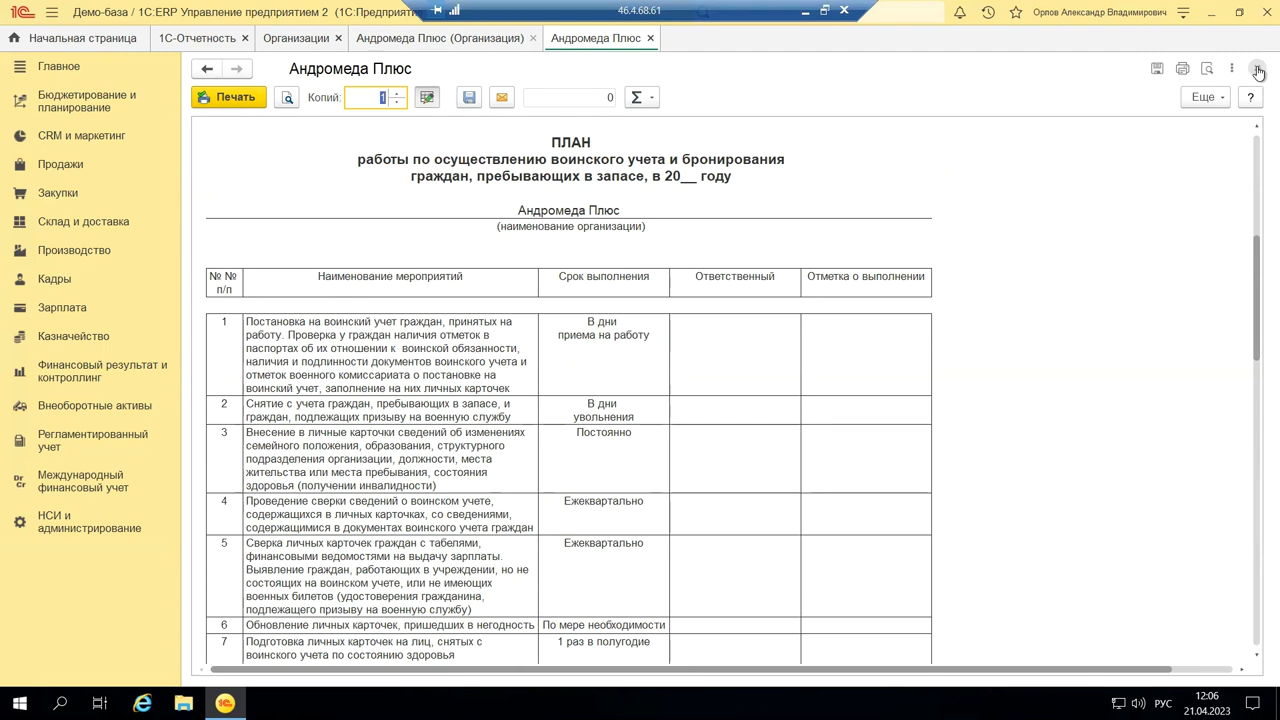 Демо-база / 1С:ERP Управление предприятием 2 (1С:Предприятие
46.4.68.61
Орлов Александр Владимирович
Начальная страница
1С-Отчетность
Организации
Андромеда Плюс (Организация)
Андромеда Плюс
Главное
Бюджетирование и
планирование
CRM и маркетинг
Продажи
Закупки
Склад и доставка
Производство
Кадры
Зарплата
Казначейство
Финансовый результат и
контроллинг
Внеоборотные активы
Регламентированный
учет
Dr
Cr
Международный
финансовый учет
НСИ и
администрирование
Андромеда Плюс
Печать
Копий:
1
0
Σ
Еще
?
ПЛАН
работы по осуществлению воинского учета и бронирования
граждан, пребывающих в запасе, в 20__ году
Андромеда Плюс
(наименование организации)
№ № Наименование мероприятий Срок выполнения Ответственный Отметка о выполнении
п/п
1 Постановка на воинский учет граждан, принятых на В дни
работу. Проверка у граждан наличия отметок в приема на работу
паспортах об их отношении к воинской обязанности,
наличия и подлинности документов воинского учета и
отметок военного комиссариата о постановке на
воинский учет, заполнение на них личных карточек
2 Снятие с учета граждан, пребывающих в запасе, и В дни
граждан, подлежащих призыву на военную службу увольнения
3 Внесение в личные карточки сведений об изменениях Постоянно
семейного положения, образования, структурного
подразделения организации, должности, места
жительства или места пребывания, состояния
здоровья (получении инвалидности)
4 Проведение сверки сведений о воинском учете, Ежеквартально
содержащихся в личных карточках, со сведениями,
содержащимися в документах воинского учета граждан
5 Сверка личных карточек граждан с табелями, Ежеквартально
финансовыми ведомостями на выдачу зарплаты.
Выявление граждан, работающих в учреждении, но не
состоящих на воинском учете, или не имеющих
военных билетов (удостоверения гражданина,
подлежащего призыву на военную службу)
6 Обновление личных карточек, пришедших в негодность По мере необходимости
7 Подготовка личных карточек на лиц, снятых с 1 раз в полугодие
воинского учета по состоянию здоровья
РУС
12:06
21.04.2023